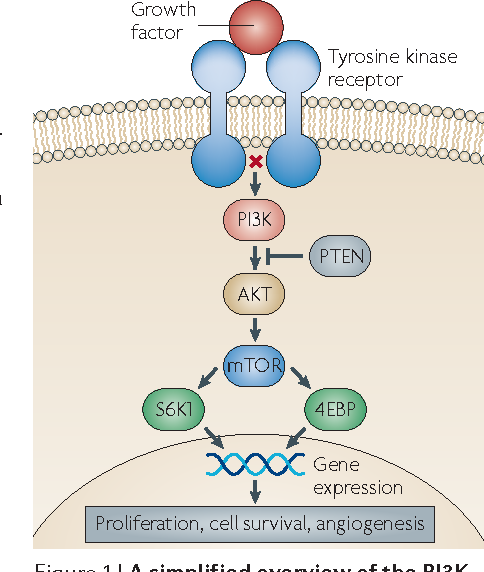 Growth
factor
Tyrosine kinase
receptor
PI3K
PTEN
AKT
mTOR
S6K1
4EBP
Gene
expression
Proliferation, cell survival, angiogenesis
Figure 1 | A simplified overview of the PI3K